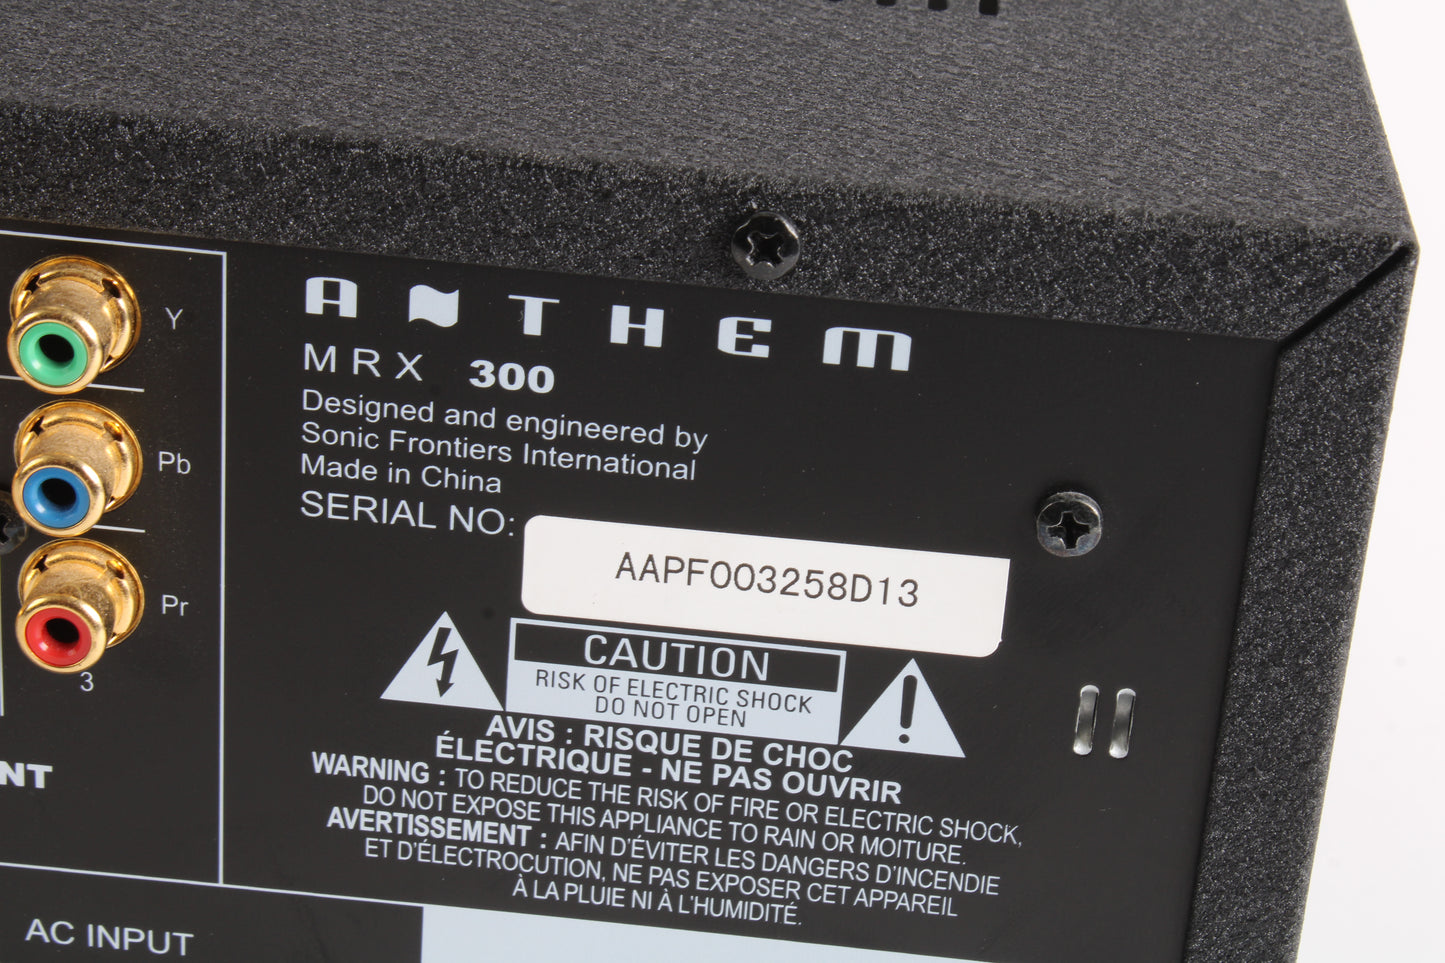 Y
Pb
Pr
3
ANTHEM
MRX 300
Designed and engineered by
Sonic Frontiers International
Made in China
SERIAL NO:
AAPF003258D13
CAUTION
RISK OF ELECTRIC SHOCK
DO NOT OPEN
AVIS : RISQUE DE CHOC
ÉLECTRIQUE - NE PAS OUVRIR
WARNING : TO REDUCE THE RISK OF FIRE OR ELECTRIC SHOCK,
DO NOT EXPOSE THIS APPLIANCE TO RAIN OR MOITURE.
AVERTISSEMENT : AFIN D'ÉVITER LES DANGERS D'INCENDIE
ET D'ÉLECTROCUTION, NE PAS EXPOSER CET APPAREIL
À LA PLUIE NI À L'HUMIDITÉ.
AC INPUT